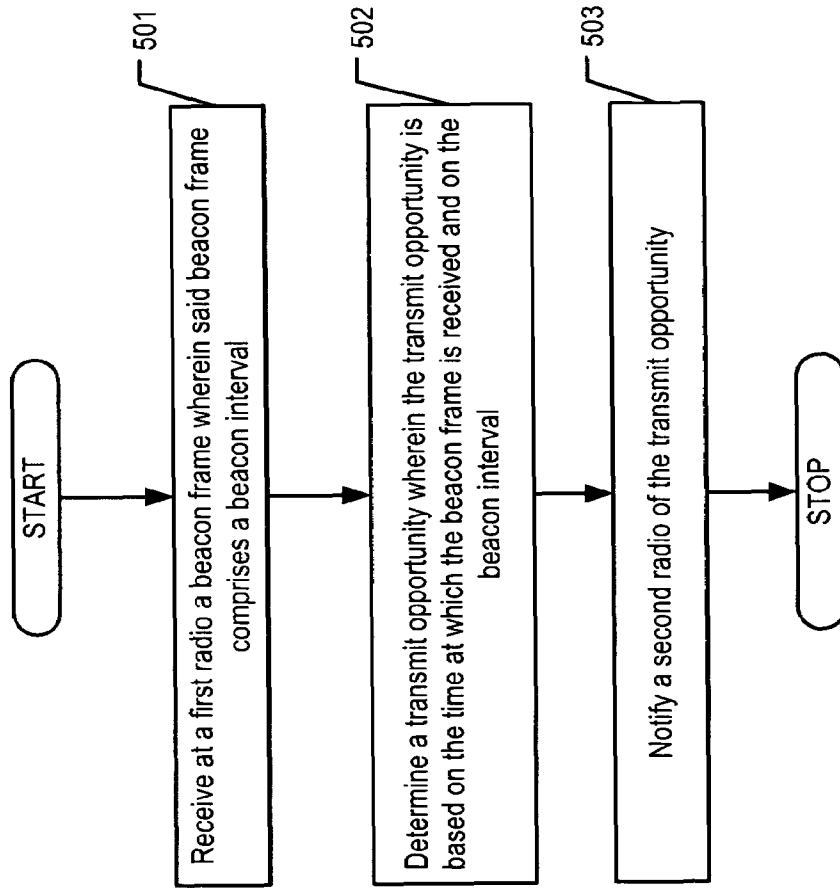 START
501
Receive at a first radio a beacon frame wherein said beacon frame
comprises a beacon interval
502
Determine a transmit opportunity wherein the transmit opportunity is
based on the time at which the beacon frame is received and on the
beacon interval
503
Notify a second radio of the transmit opportunity
STOP